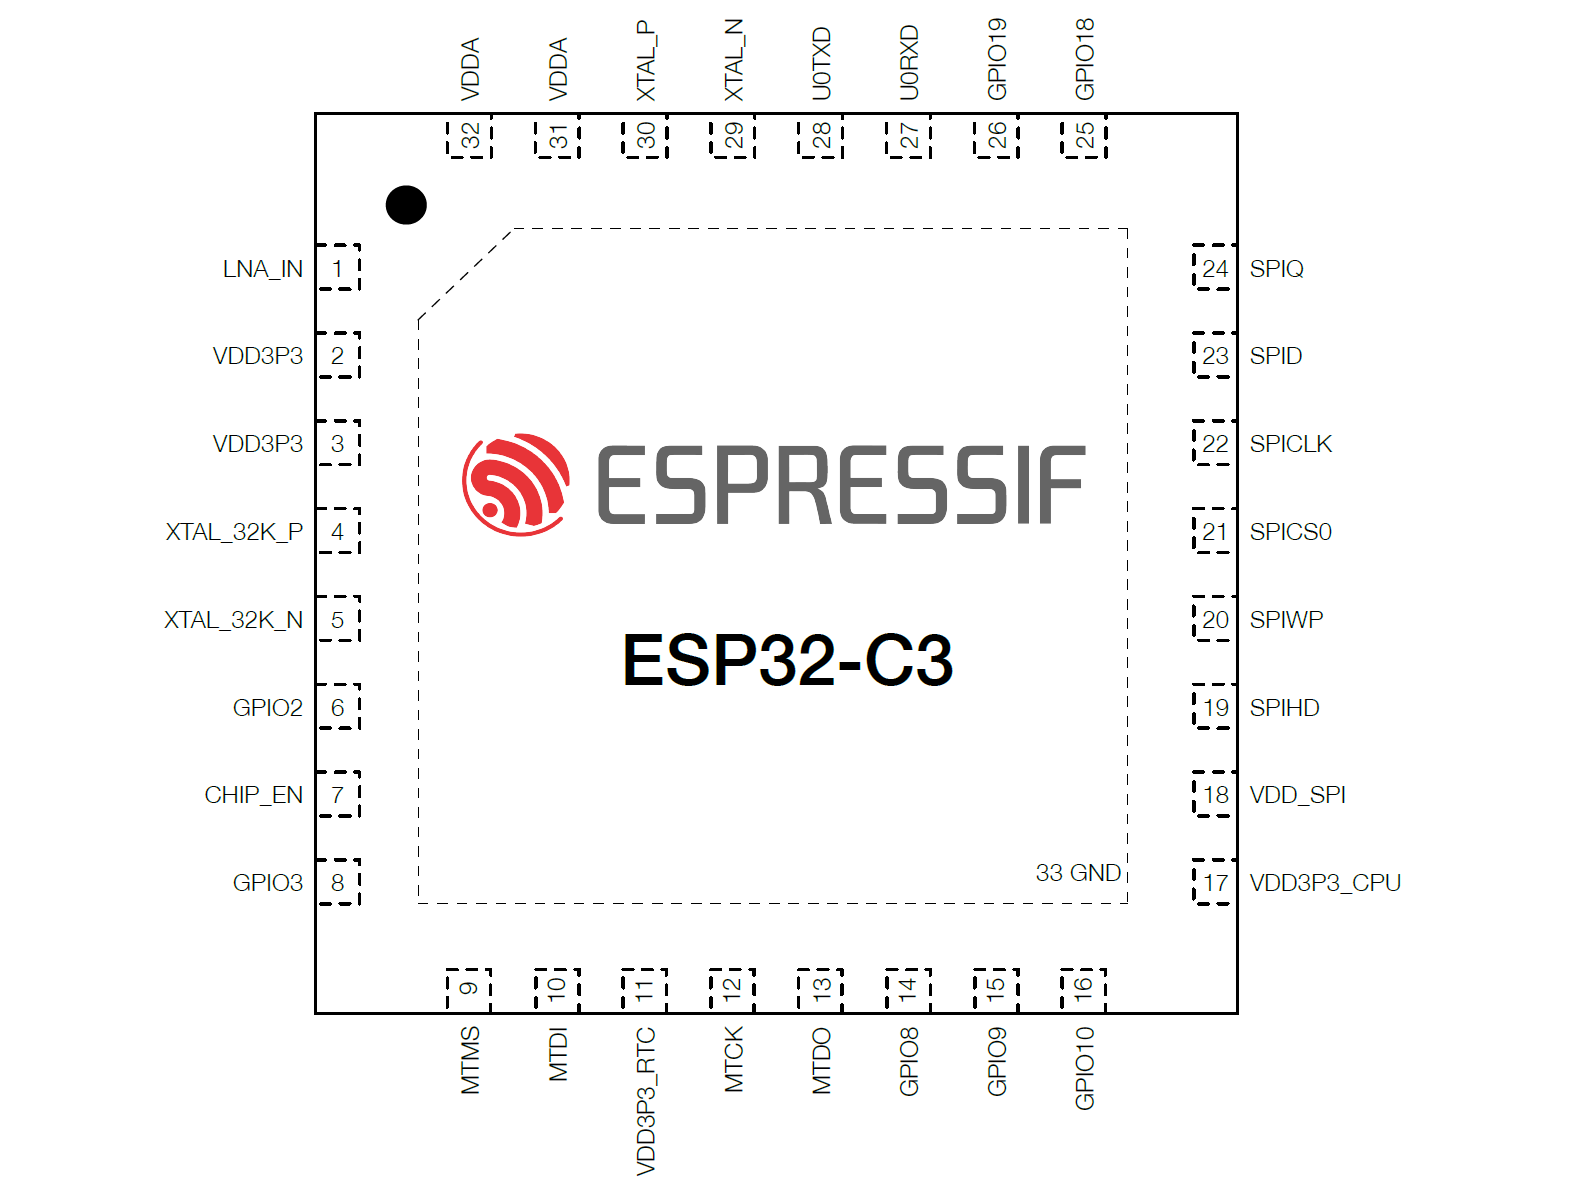 VDDA
VDDA
XTAL_P
XTAL_N
U0TXD
U0RXD
GPIO19
GPIO18
32
31
30
29
28
27
26
25
LNA_IN 1
24 SPIQ
VDD3P3 2
23 SPID
VDD3P3 3
22 SPICLK
XTAL_32K_P 4
21 SPICS0
XTAL_32K_N 5
20 SPIWP
GPIO2 6
19 SPIHD
CHIP_EN 7
18 VDD_SPI
GPIO3 8
17 VDD3P3_CPU
ESPRESSIF
ESP32-C3
33 GND
9
10
11
12
13
14
15
16
MTMS
MTDI
VDD3P3_RTC
MTCK
MTDO
GPIO8
GPIO9
GPIO10